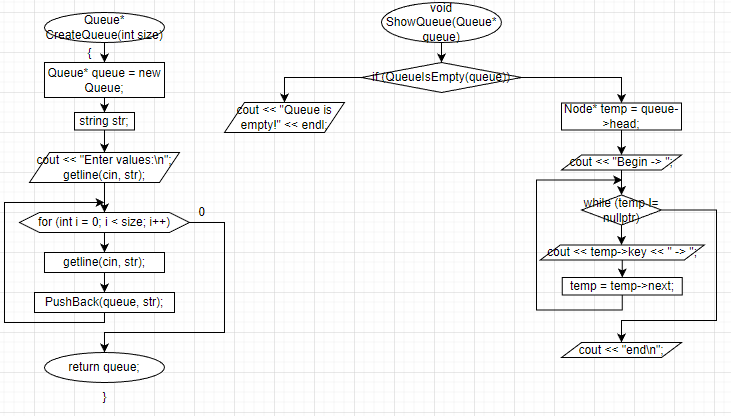 Queue*
CreateQueue(int size)
{
Queue* queue = new
Queue;
string str;
cout << "Enter values:\n";
getline(cin, str);
for (int i = 0; i < size; i++)
0
getline(cin, str);
PushBack(queue, str);
return queue;
}
void
ShowQueue(Queue*
queue)
if (QueueIsEmpty(queue))
cout << "Queue is
empty!" << endl;
Node* temp = queue-
>head;
cout << "Begin -> ";
while (temp !=
nullptr)
cout << temp->key << " -> ";
temp = temp->next;
cout << "end\n";